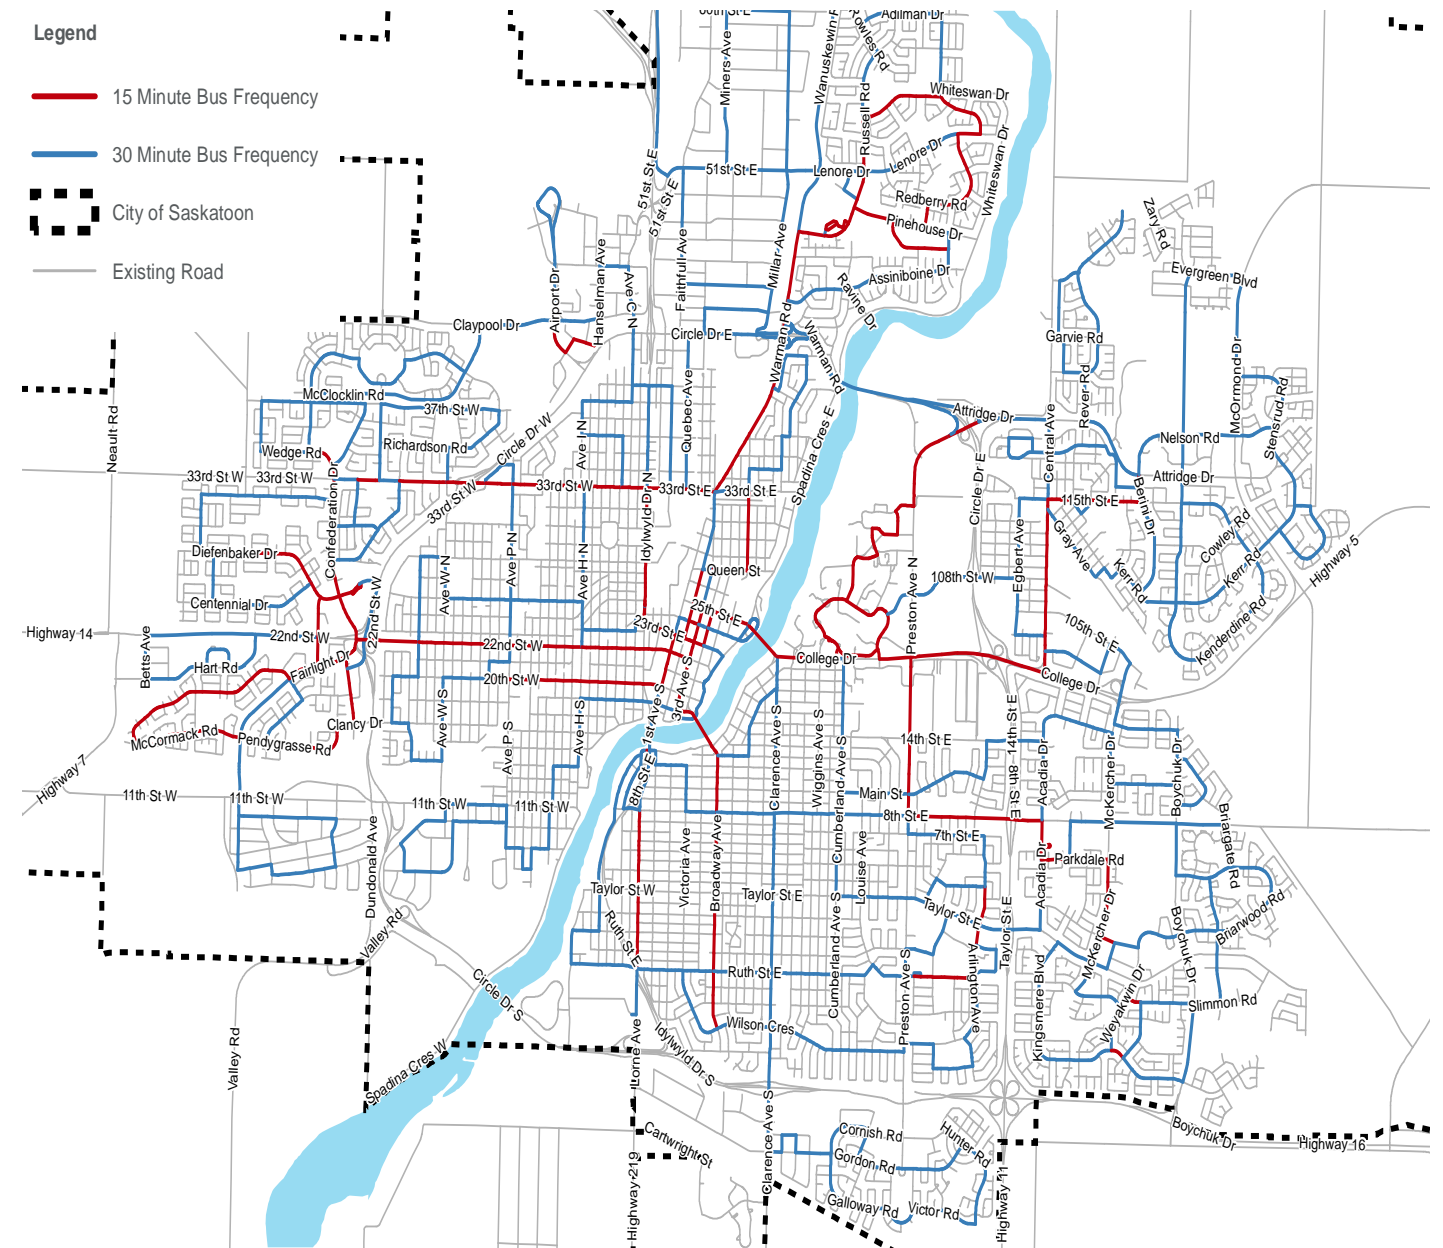 Legend
15 Minute Bus Frequency
30 Minute Bus Frequency
City of Saskatoon
Existing Road
60th St E
Adilman Dr
Miners Ave
Rowles Rd
Whiteswan Dr
Russell Rd
Lenore Dr
51st St E
51st St E
51st St E
Lenore Dr
Whiteswan Dr
Redberry Rd
Pinehouse Dr
Zary Rd
Faithfull Ave
Millar Ave
Assiniboine Dr
Ravine Dr
Evergreen Blvd
Airport Dr
Hanselman Ave
Ave C N
Claypool Dr
Circle Dr E
Warman Rd
Warman Rd
Garvie Rd
McOrmond Dr
McClocklin Rd
37th St W
Quebec Ave
Attridge Dr
Rever Rd
Stensrud Rd
Neault Rd
Richardson Rd
Circle Dr W
Ave I N
Spadina Cres E
Central Ave
Nelson Rd
Wedge Rd
33rd St W
33rd St W
Confederation Dr
33rd St W
33rd St W
33rd St E
33rd St E
Idylwyld Dr N
Circle Dr E
Attridge Dr
115th St E
Berini Dr
Diefenbaker Dr
Ave W N
Ave P N
Ave H N
Queen St
Preston Ave N
Egbert Ave
Gray Ave
Kerr Rd
Cowley Rd
Kerr Rd
Highway 5
108th St W
Centennial Dr
22nd St W
25th St E
23rd St E
105th St E
Kenderdine Rd
Highway 14
Betts Ave
22nd St W
22nd St W
Hart Rd
Fairlight Dr
College Dr
College Dr
20th St W
3rd Ave S
1st Ave S
McCormack Rd
Pendygrasse Rd
Clancy Dr
Ave W S
Ave P S
Ave H S
Clarence Ave S
Wiggins Ave S
Cumberland Ave S
14th St E
14th St E
Acadia Dr
McKercher Dr
Boychuk Dr
Highway 7
11th St W
11th St W
11th St W
11th St W
8th St E
Main St
8th St E
8th St E
7th St E
Briargate Rd
Dundonald Ave
Victoria Ave
Broadway Ave
Louise Ave
Acadia Dr
Parkdale Rd
Taylor St W
Taylor St E
Taylor St E
Taylor St E
McKercher Dr
Boychuk Dr
Briarwood Rd
Valley Rd
Ruth St E
Ruth St E
Cumberland Ave S
Preston Ave S
Arlington Ave
Kingsmere Blvd
Weyakwin Dr
Slimmon Rd
Circle Dr S
Wilson Cres
Valley Rd
Spadina Cres W
Lorne Ave
Idylwyld Dr S
Clarence Ave S
Cartwright St
Cornish Rd
Gordon Rd
Hunter Rd
Boychuk Dr
Highway 16
Highway 219
Galloway Rd
Victor Rd
Highway 11